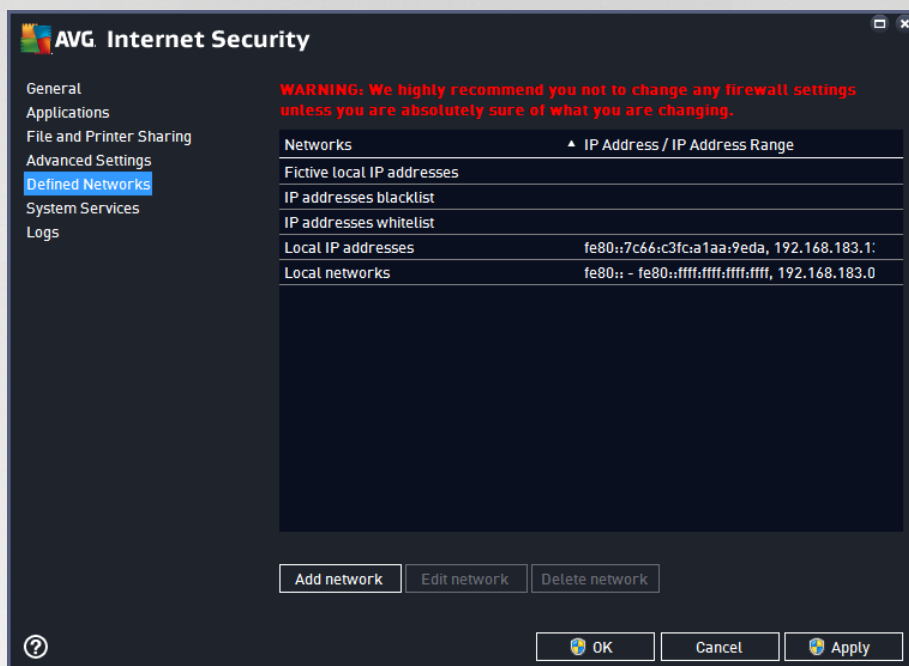 AVG Internet Security
General
Applications
File and Printer Sharing
Advanced Settings
Defined Networks
System Services
Logs
WARNING: We highly recommend you not to change any firewall settings
unless you are absolutely sure of what you are changing.
Networks IP Address / IP Address Range
Fictive local IP addresses
IP addresses blacklist
IP addresses whitelist
Local IP addresses fe80::7c66:c3fc:a1aa:9eda, 192.168.183.1
Local networks fe80:: - fe80::ffff:ffff:ffff:ffff, 192.168.183.0
Add network Edit network Delete network
? OK Cancel Apply